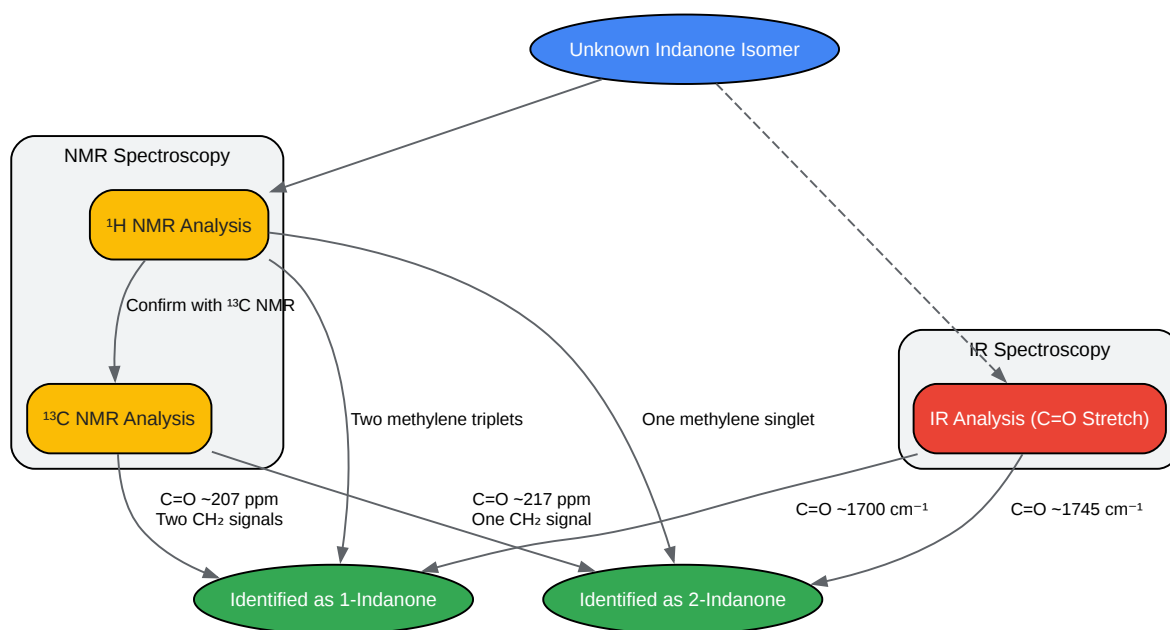 Unknown Indanone Isomer
NMR Spectroscopy
¹H NMR Analysis
Confirm with ¹³C NMR
IR Spectroscopy
¹³C NMR Analysis
Two methylene triplets
One methylene singlet
IR Analysis (C=O Stretch)
C=O ~207 ppm
Two CH₂ signals
C=O ~217 ppm
One CH₂ signal
C=O ~1700 cm⁻¹
C=O ~1745 cm⁻¹
Identified as 1-Indanone
Identified as 2-Indanone